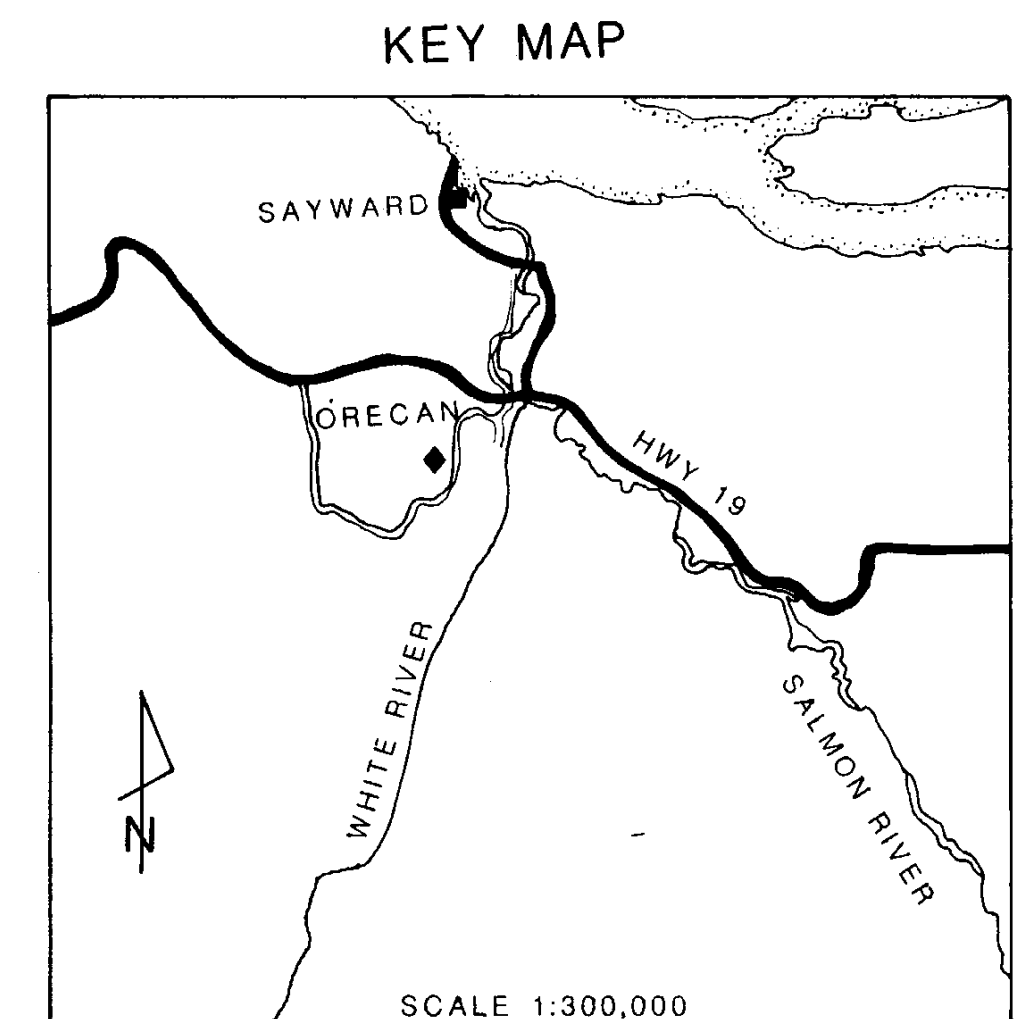 KEY MAP
SAYWARD
ORECAN
HWY 19
WHITE RIVER
SALMON RIVER
N
SCALE 1:300,000